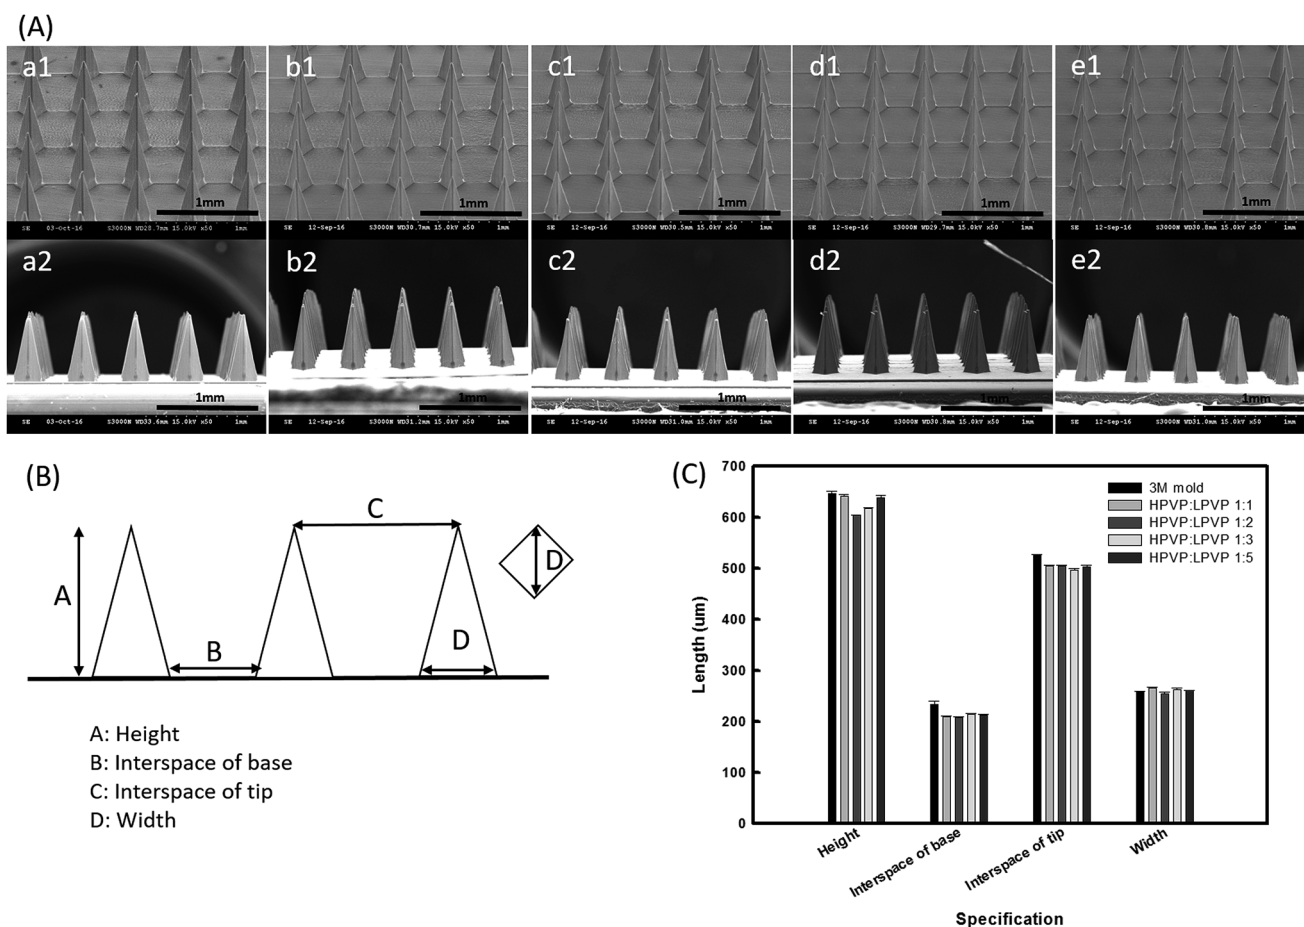 (A)
a1
b1
c1
d1
e1
1mm
1mm
1mm
1mm
1mm
SE 03-Oct-16 S3000N WD28.7mm 15.0kV x50 1mm
SE 12-Sep-16 S3000N WD30.7mm 15.0kV x50 1mm
SE 12-Sep-16 S3000N WD30.5mm 15.0kV x50 1mm
SE 12-Sep-16 S3000N WD29.7mm 15.0kV x50 1mm
SE 12-Sep-16 S3000N WD30.8mm 15.0kV x50 1mm
a2
b2
c2
d2
e2
1mm
1mm
1mm
1mm
1mm
SE 03-Oct-16 S3000N WD33.6mm 15.0kV x50 1mm
SE 12-Sep-16 S3000N WD31.2mm 15.0kV x50 1mm
SE 12-Sep-16 S3000N WD31.0mm 15.0kV x50 1mm
SE 12-Sep-16 S3000N WD30.8mm 15.0kV x50 1mm
SE 12-Sep-16 S3000N WD31.0mm 15.0kV x50 1mm
(B)
A
B
C
D
D
A: Height
B: Interspace of base
C: Interspace of tip
D: Width
(C)
700
600
500
400
300
200
100
0
Length (um)
3M mold
HPVP:LPVP 1:1
HPVP:LPVP 1:2
HPVP:LPVP 1:3
HPVP:LPVP 1:5
Height
Interspace of base
Interspace of tip
Width
Specification